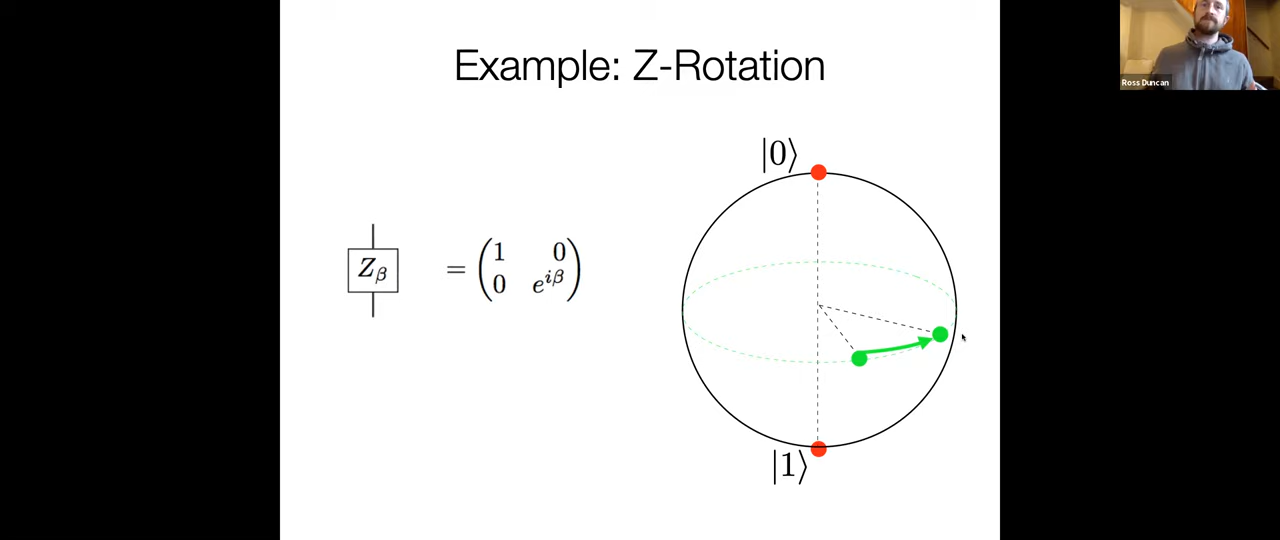 Example: Z-Rotation
Ross Duncan
|0⟩
Z_β = (1 0
0 e^{iβ})
|1⟩